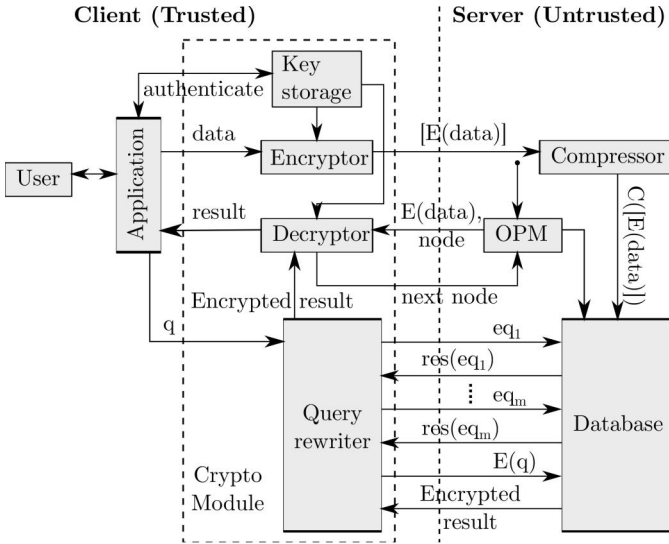 Client (Trusted)
Server (Untrusted)
Key
storage
authenticate
data
Encryptor
[E(data)]
Compressor
User
Application
result
Decryptor
E(data),
node
OPM
C([E(data)])
Encrypted result
next node
q
eq1
res(eq1)
eqm
Query
rewriter
Database
res(eqm)
E(q)
Crypto
Module
Encrypted
result